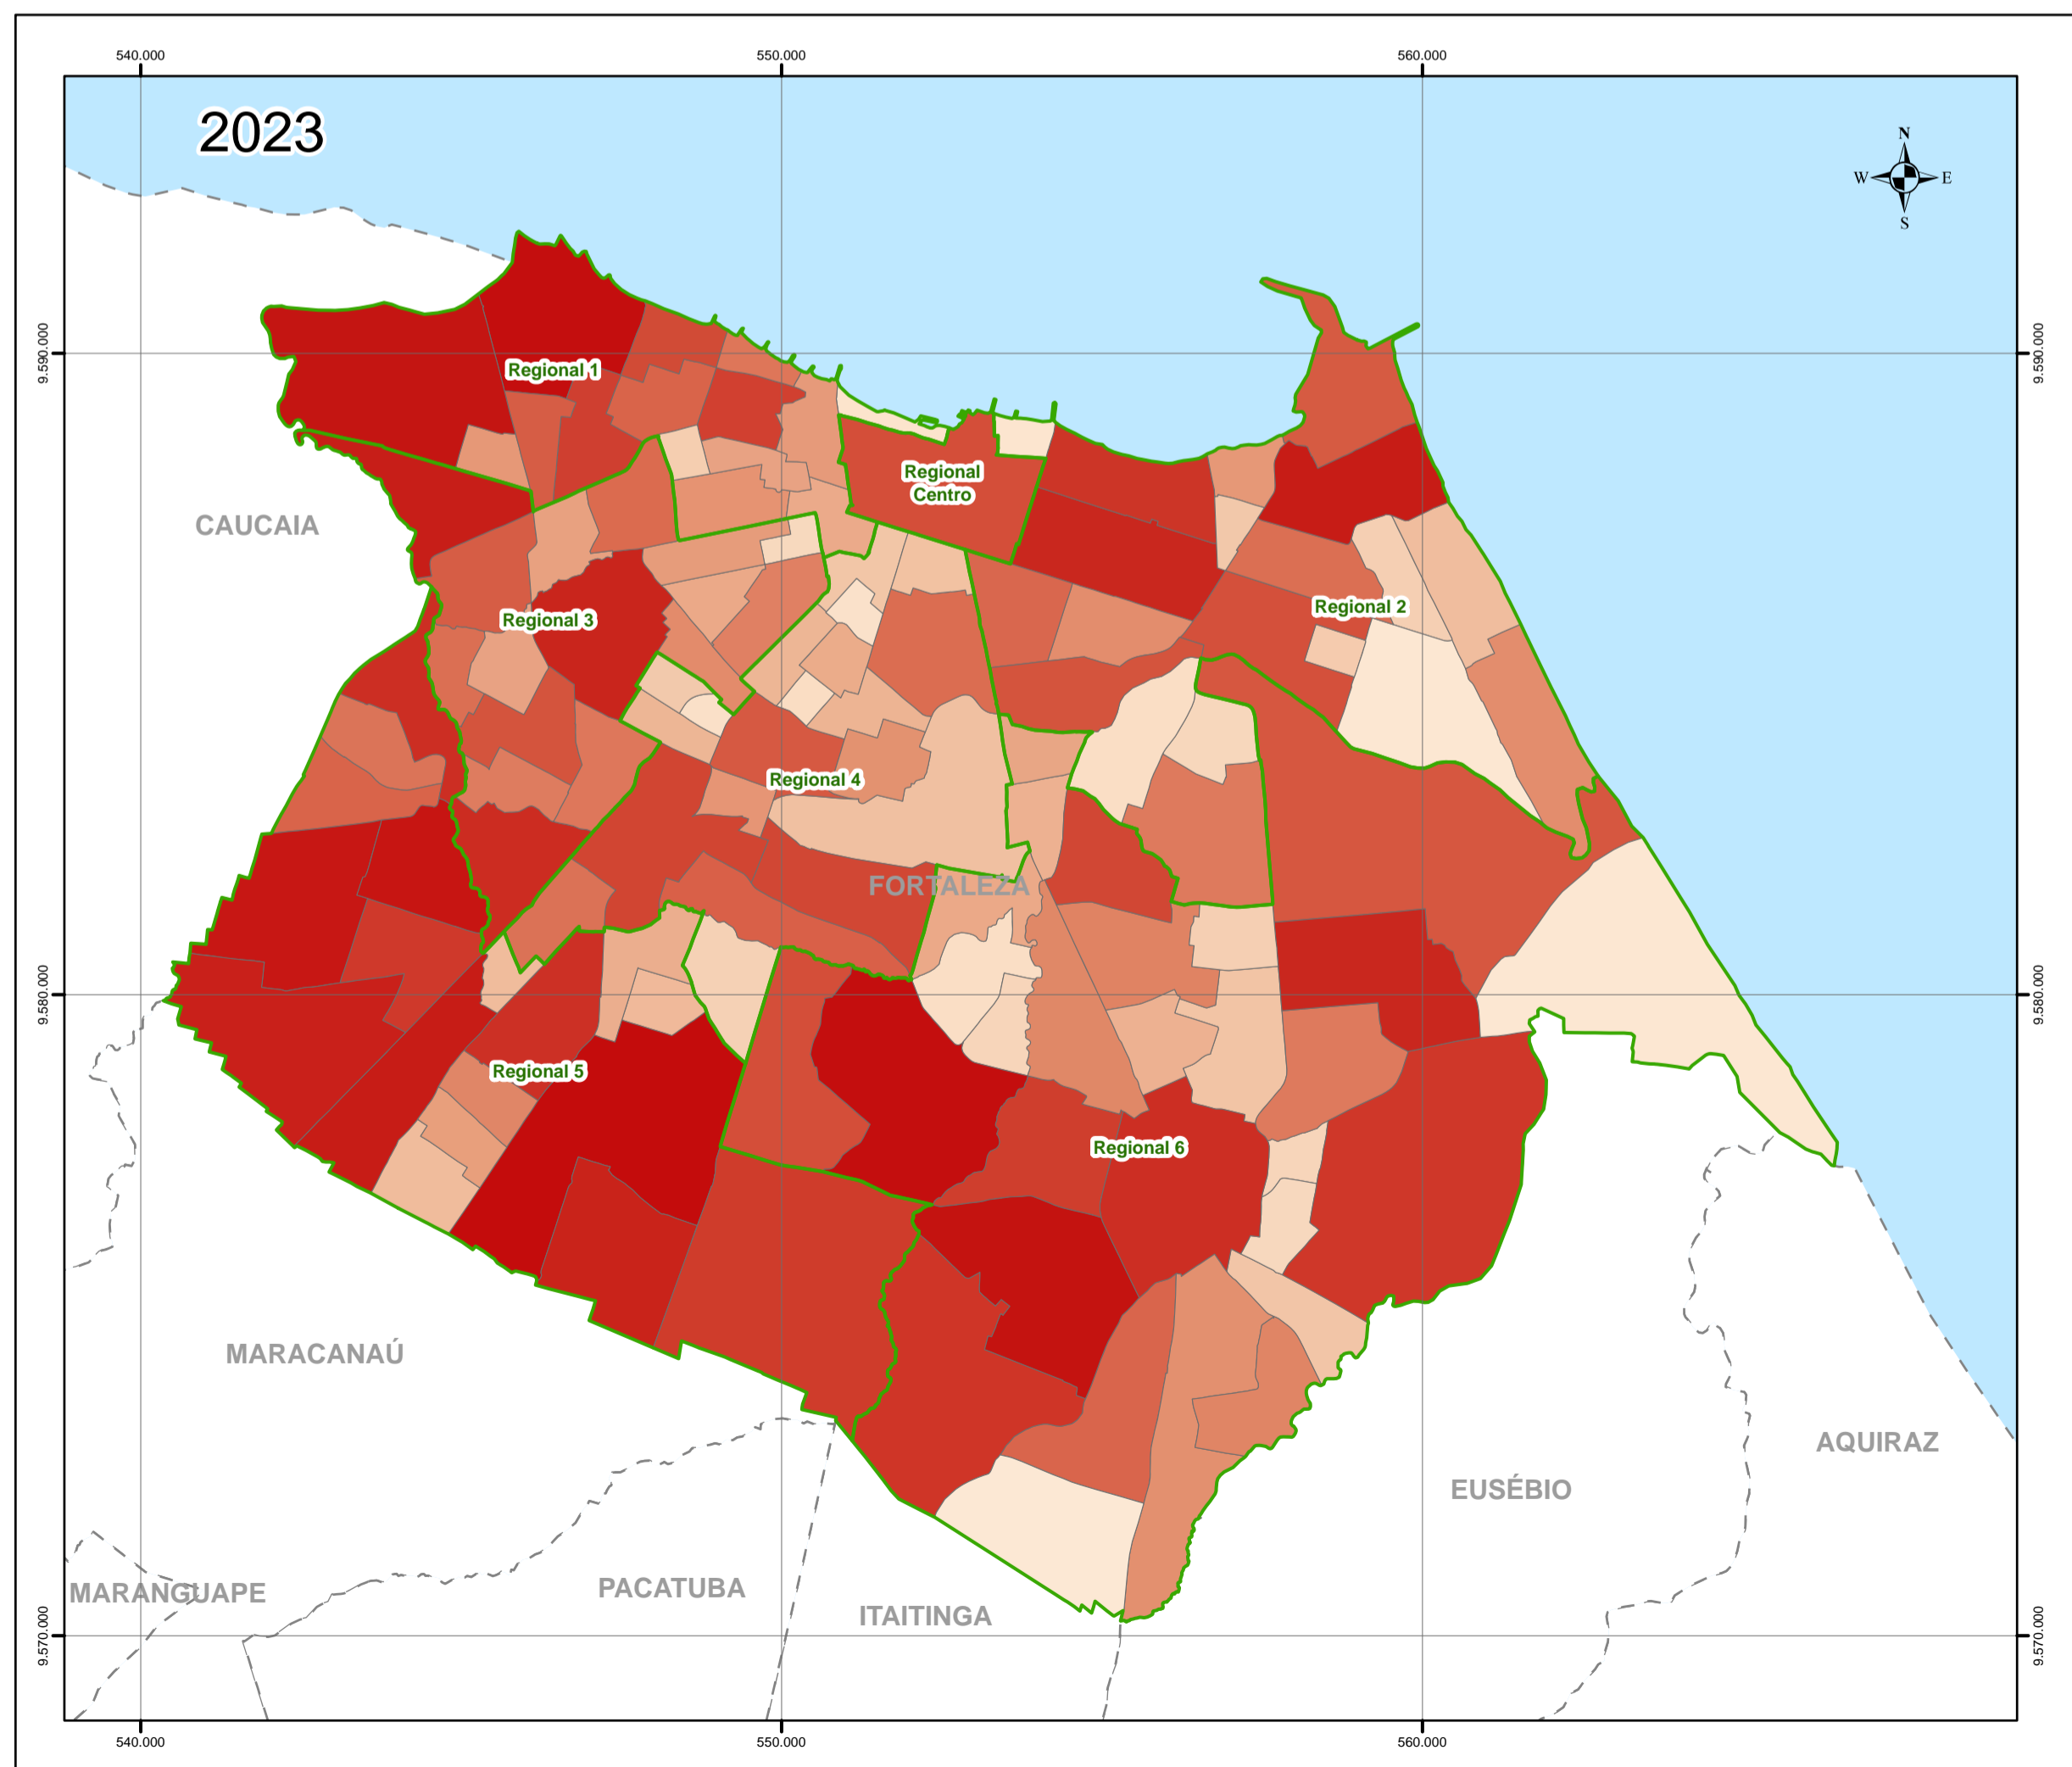 540.000
550.000
560.000
2023
N
W
E
S
9.590.000
9.590.000
Regional 1
Regional
Centro
CAUCAIA
Regional 2
Regional 3
Regional 4
FORTALEZA
9.580.000
9.580.000
Regional 5
Regional 6
MARACANAÚ
AQUIRAZ
EUSÉBIO
MARANGUAPE
PACATUBA
ITAITINGA
9.570.000
9.570.000
540.000
550.000
560.000